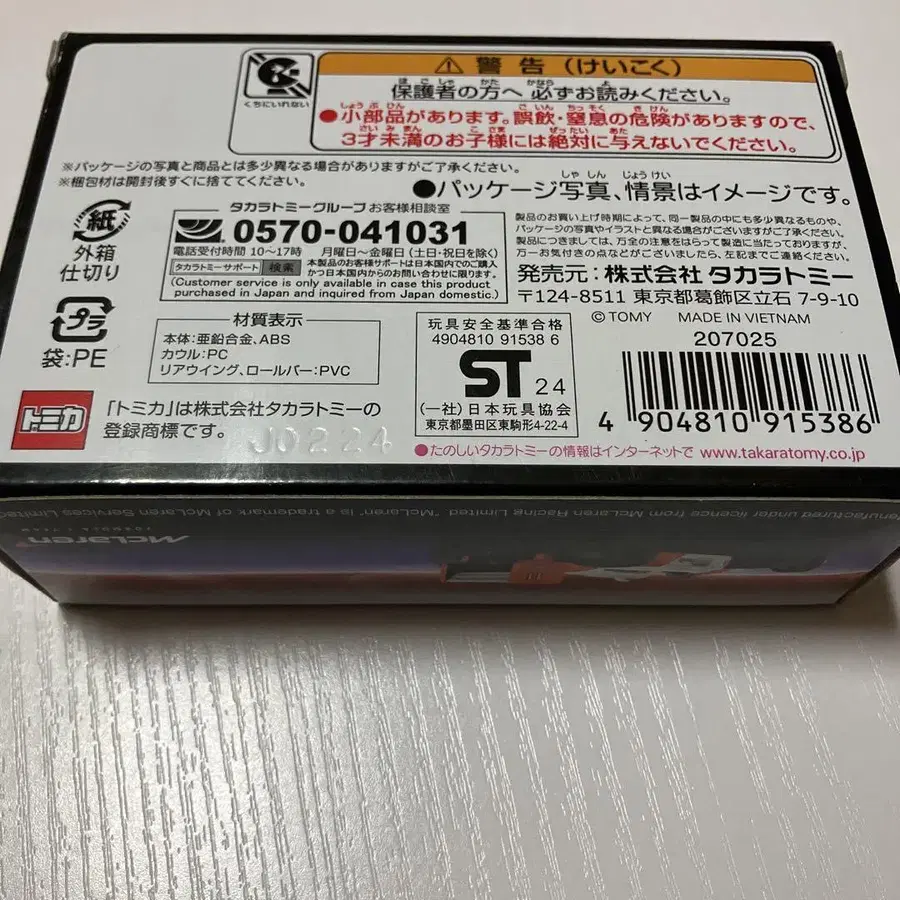 くちにいれない
⚠ 警告 (けいこく)
保護者の方へ 必ずお読みください。
●小部品があります。誤飲・窒息の危険がありますので、
3才未満のお子様には絶対に与えないでください。
※パッケージの写真と商品とは多少異なる場合がありますがご了承ください。
※梱包材は開封後すぐに捨ててください。
●パッケージ写真、情景はイメージです。
紙
外箱
仕切り
プラ
袋:PE
タカラトミーグループお客様相談室
0570-041031
電話受付時間 10～17時 月曜日～金曜日 (土日・祝日を除く)
タカラトミーサポート 検索
本製品のお客様サポートは日本国内でのご購入
かつ日本国内からのお問い合わせに限ります。
(Customer service is only available in case this product
purchased in Japan and inquired from Japan domestic.)
製品のお買い上げ時期によって、同一製品の中にも多少異なるものや、
パッケージの写真やイラストと異なる場合がございますがご了承ください。
製品につきましては、万全の注意をはらって製造に当たっておりますが、
万一お気付きの点などがございましたら、左記までご連絡ください。
発売元:株式会社 タカラトミー
〒124-8511 東京都葛飾区立石 7-9-10
© TOMY MADE IN VIETNAM
207025
材質表示
本体:亜鉛合金、ABS
カウル:PC
リアウイング、ロールバー:PVC
玩具安全基準合格
4904810 91538 6
ST 24
(一社)日本玩具協会
東京都墨田区東駒形4-22-4
4 904810 915386
トミカ
「トミカ」は株式会社タカラトミーの
登録商標です。
J0224
●たのしいタカラトミーの情報はインターネットで www.takaratomy.co.jp
Manufactured under licence from McLaren Racing Limited. "McLaren" is a trademark of McLaren Services Limited
McLaren
FORMULA 1 TEAM